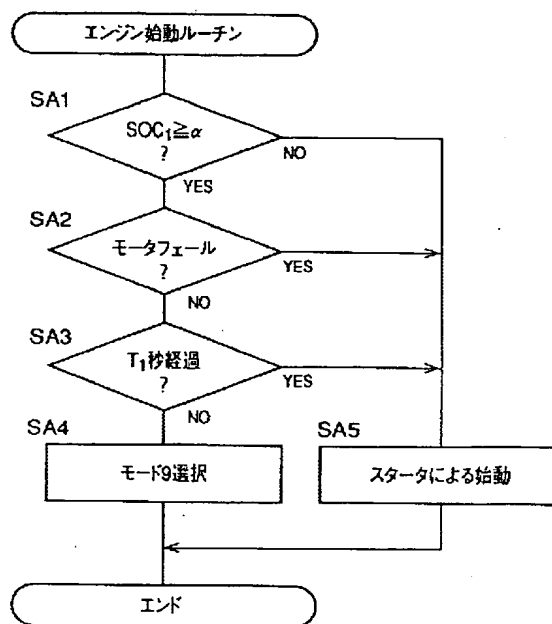 エンジン始動ルーチン
SA1
SOC₁≧α
?
NO
YES
SA2
モータフェール
?
YES
NO
SA3
T₁秒経過
?
YES
NO
SA4
モード9選択
SA5
スタータによる始動
エンド